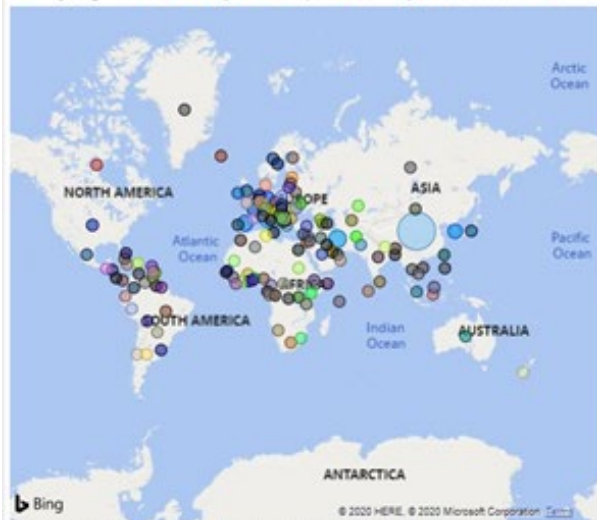 Arctic
Ocean
NORTH AMERICA
ASIA
Atlantic
Ocean
Pacific
Ocean
SOUTH AMERICA
Indian
Ocean
AUSTRALIA
ANTARCTICA
Bing
© 2020 HERE, © 2020 Microsoft Corporation Terms